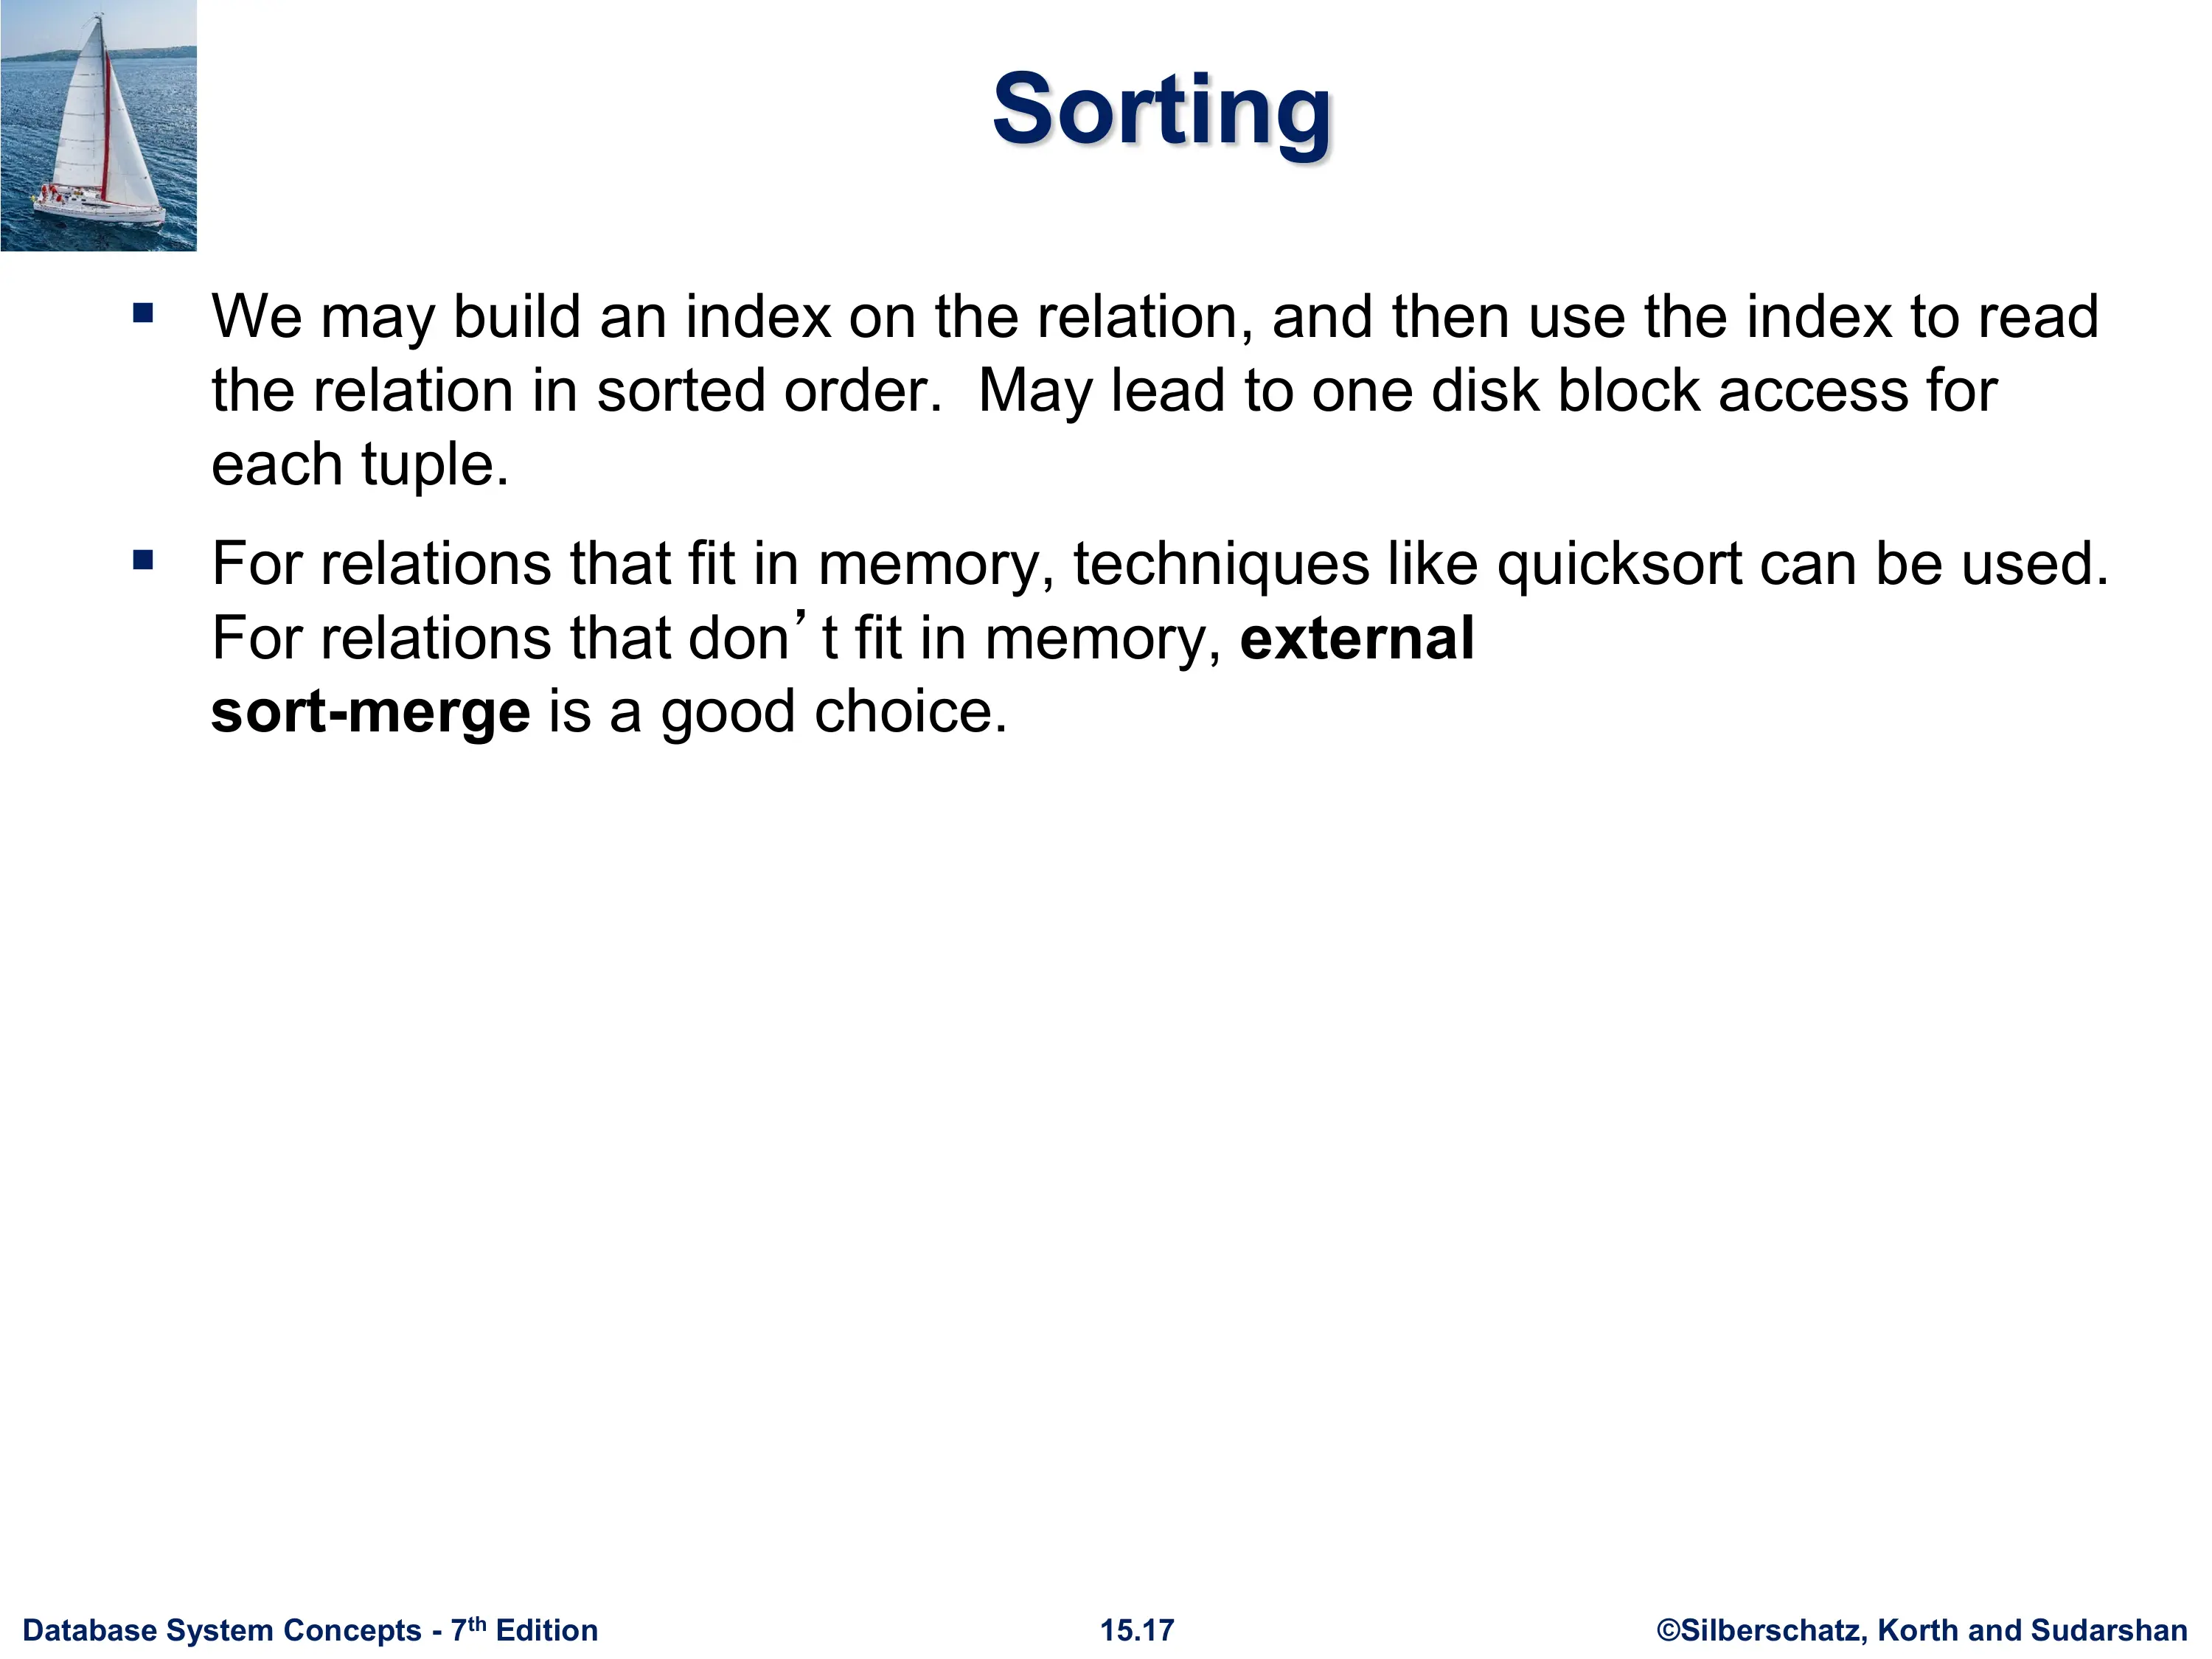 Sorting
▪ We may build an index on the relation, and then use the index to read
the relation in sorted order.  May lead to one disk block access for
each tuple.
▪ For relations that fit in memory, techniques like quicksort can be used.
For relations that don’t fit in memory, external
sort-merge is a good choice.
Database System Concepts - 7th Edition
15.17
©Silberschatz, Korth and Sudarshan